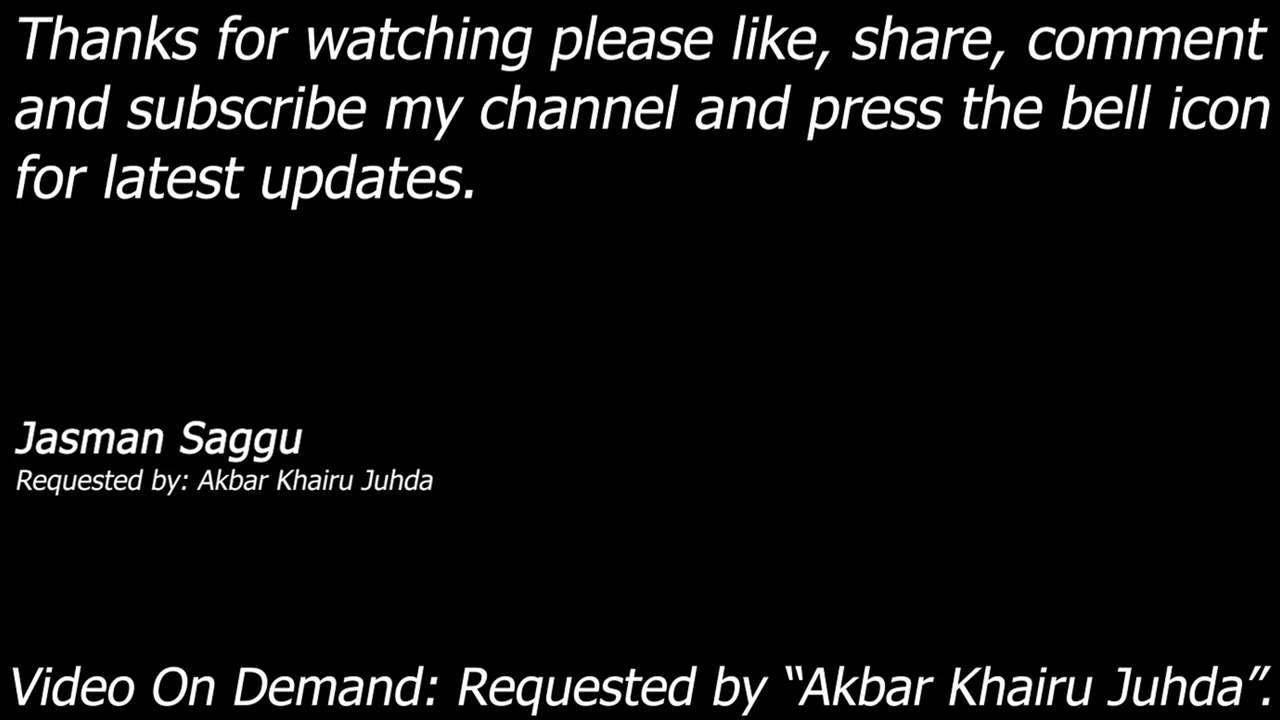 Thanks for watching please like, share, comment
and subscribe my channel and press the bell icon
for latest updates.
Jasman Saggu
Requested by: Akbar Khairu Juhda
Video On Demand: Requested by “Akbar Khairu Juhda”.